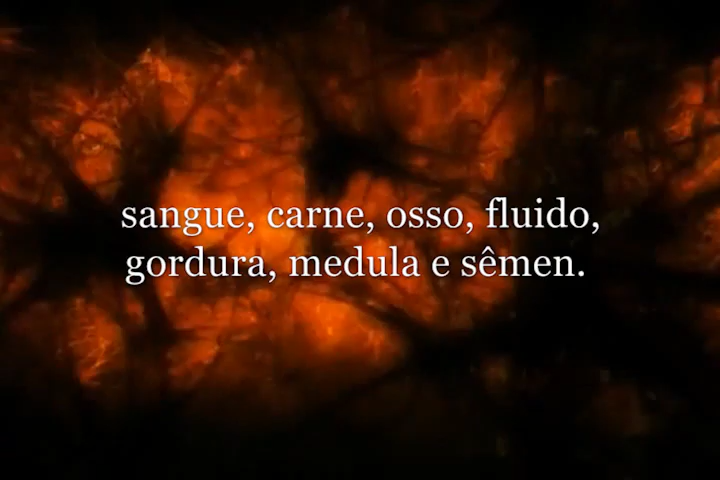 sangue, carne, osso, fluido,
gordura, medula e sêmen.